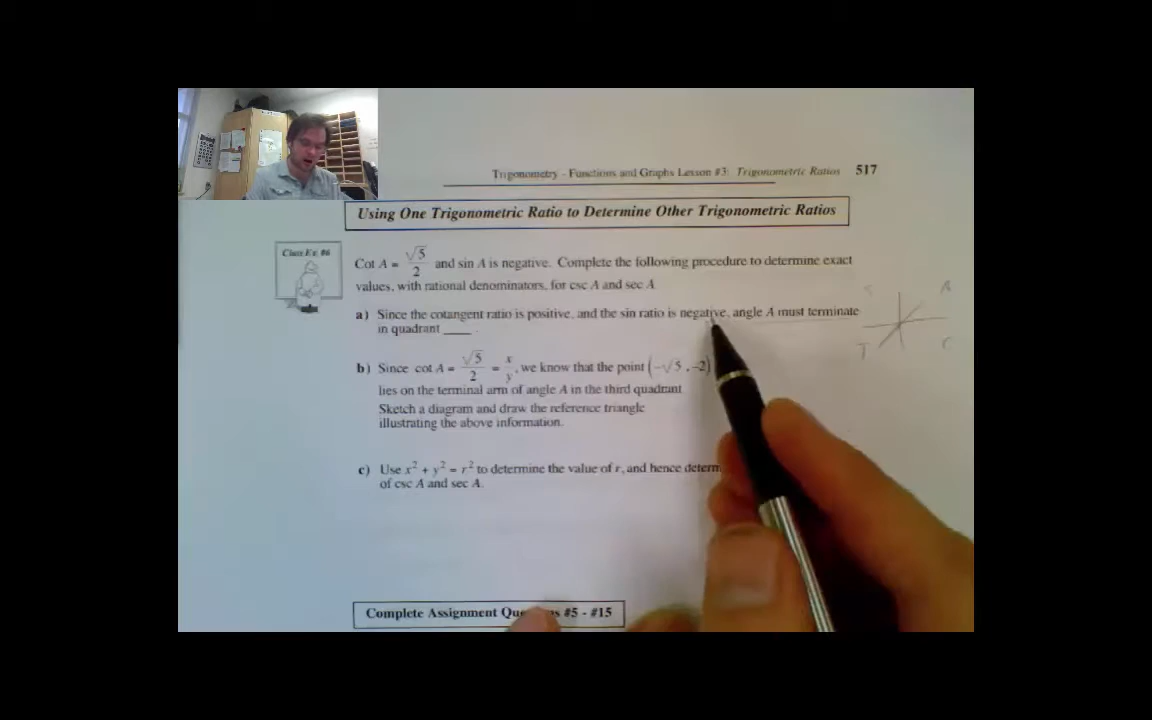 Trigonometry - Functions and Graphs Lesson #3: Trigonometric Ratios 517
Using One Trigonometric Ratio to Determine Other Trigonometric Ratios
Class Ex. #6
Cot A = √5/2 and sin A is negative. Complete the following procedure to determine exact
values, with rational denominators, for csc A and sec A.
a) Since the cotangent ratio is positive, and the sin ratio is negative, angle A must terminate
in quadrant ____ .
b) Since cot A = √5/2 = x/y, we know that the point (-√5, -2)
lies on the terminal arm of angle A in the third quadrant
Sketch a diagram and draw the reference triangle
illustrating the above information.
c) Use x² + y² = r² to determine the value of r, and hence determ
of csc A and sec A.
S A
T C
Complete Assignment Questions #5 - #15